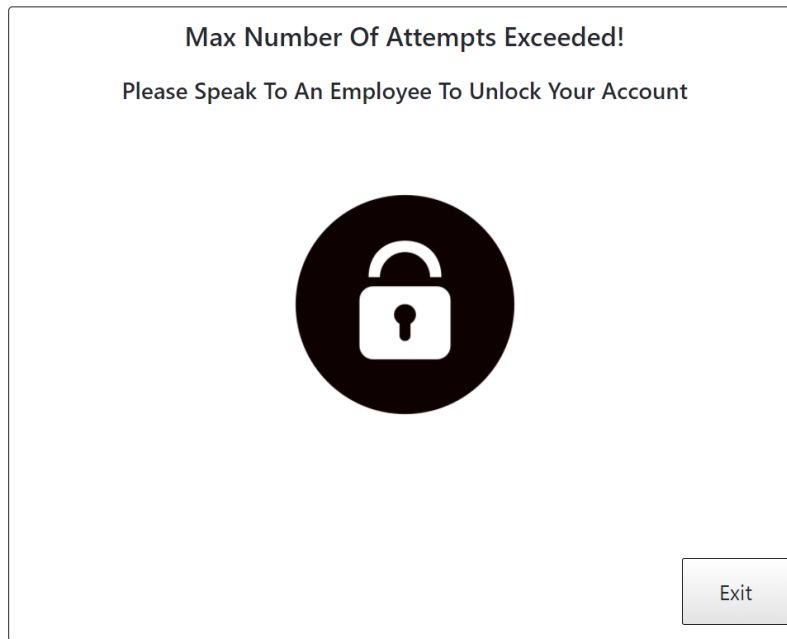 Max Number Of Attempts Exceeded!
Please Speak To An Employee To Unlock Your Account
Exit